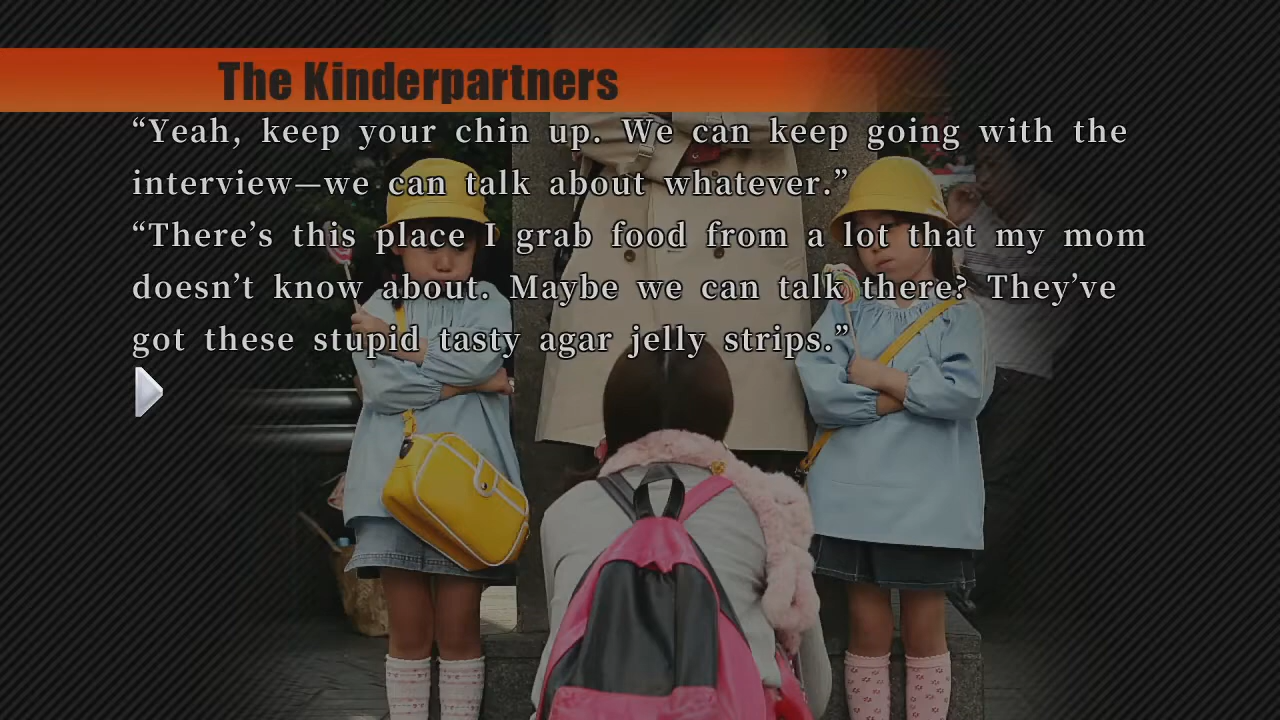 The Kinderpartners
“Yeah, keep your chin up. We can keep going with the
interview—we can talk about whatever.”
“There’s this place I grab food from a lot that my mom
doesn’t know about. Maybe we can talk there? They’ve
got these stupid tasty agar jelly strips.”